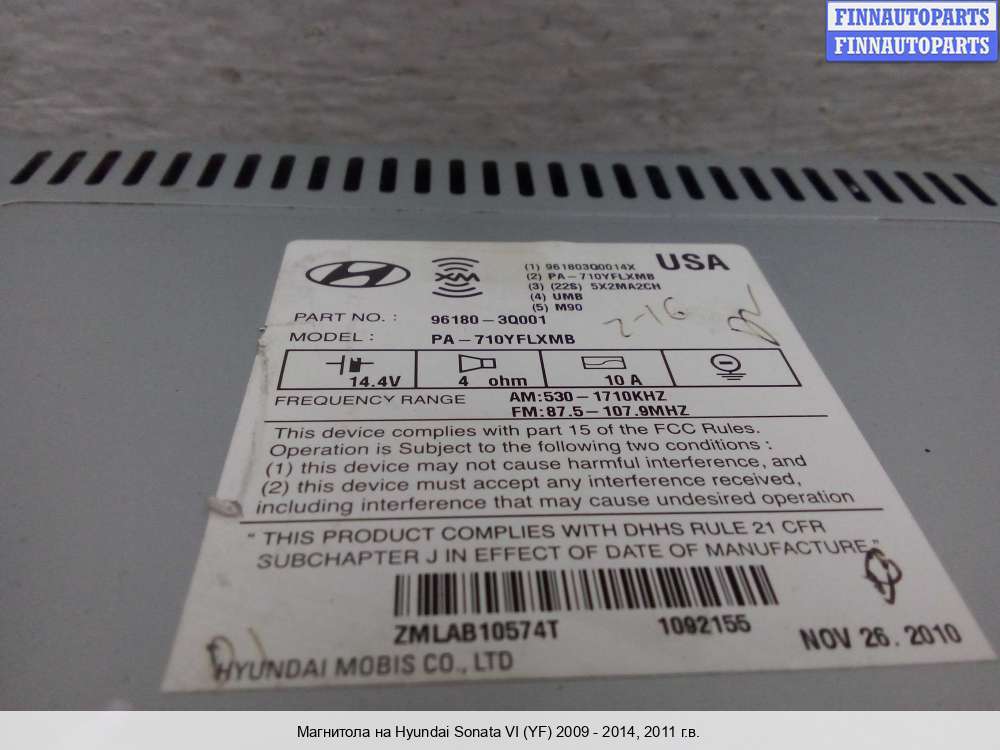 FINNAUTOPARTS
FINNAUTOPARTS
XM
(1) 961803Q0014X
(2) PA-710YFLXMB
(3) (22S) 5X2MA2CH
(4) UMB
(5) M90
USA
2-16
PART NO. : 96180-3Q001
MODEL : PA-710YFLXMB
14.4V 4 ohm 10 A
FREQUENCY RANGE AM:530-1710KHZ
FM:87.5-107.9MHZ
This device complies with part 15 of the FCC Rules.
Operation is Subject to the following two conditions :
(1) this device may not cause harmful interference, and
(2) this device must accept any interference received,
including interference that may cause undesired operation
" THIS PRODUCT COMPLIES WITH DHHS RULE 21 CFR
SUBCHAPTER J IN EFFECT OF DATE OF MANUFACTURE "
ZMLAB10574T 1092155 NOV 26. 2010
HYUNDAI MOBIS CO., LTD
Магнитола на Hyundai Sonata VI (YF) 2009 - 2014, 2011 г.в.